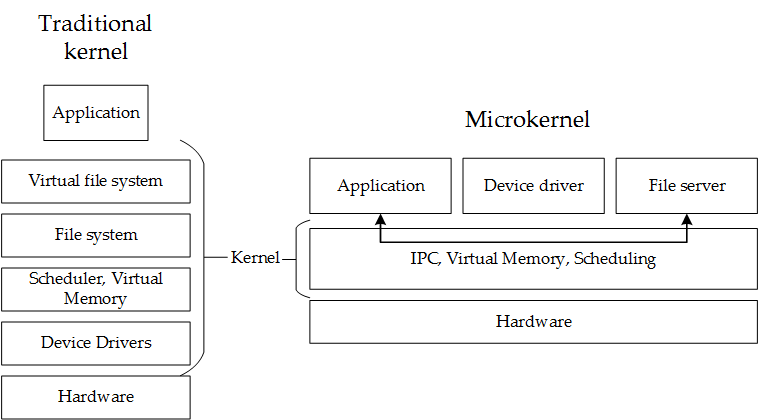 Traditional
kernel
Application
Virtual file system
File system
Scheduler, Virtual
Memory
Device Drivers
Hardware
Kernel
Microkernel
Application
Device driver
File server
IPC, Virtual Memory, Scheduling
Hardware